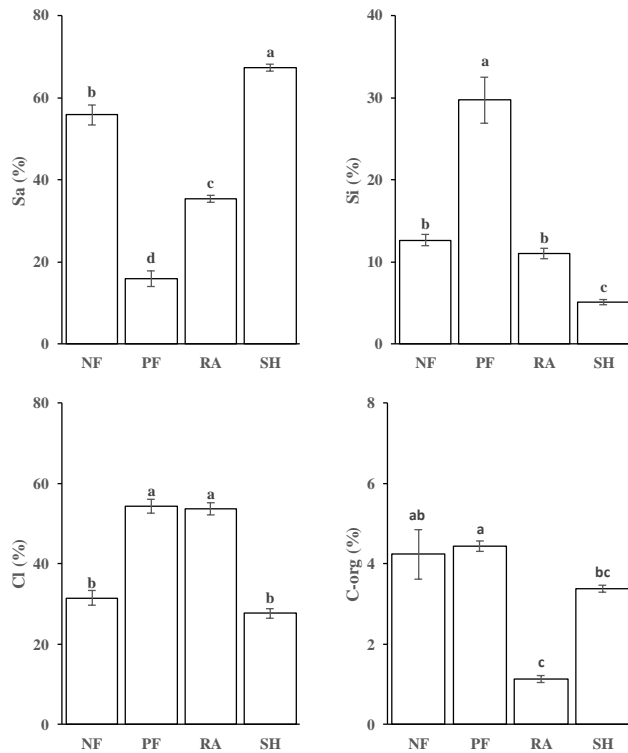 80
a
60
b
Sa (%)
40
c
20
d
0
NF PF RA SH
40
a
30
Si (%)
20
b
b
10
c
0
NF PF RA SH
80
60
a
a
Cl (%)
40
b
b
20
0
NF PF RA SH
8
6
ab
a
C-org (%)
4
bc
2
c
0
NF PF RA SH